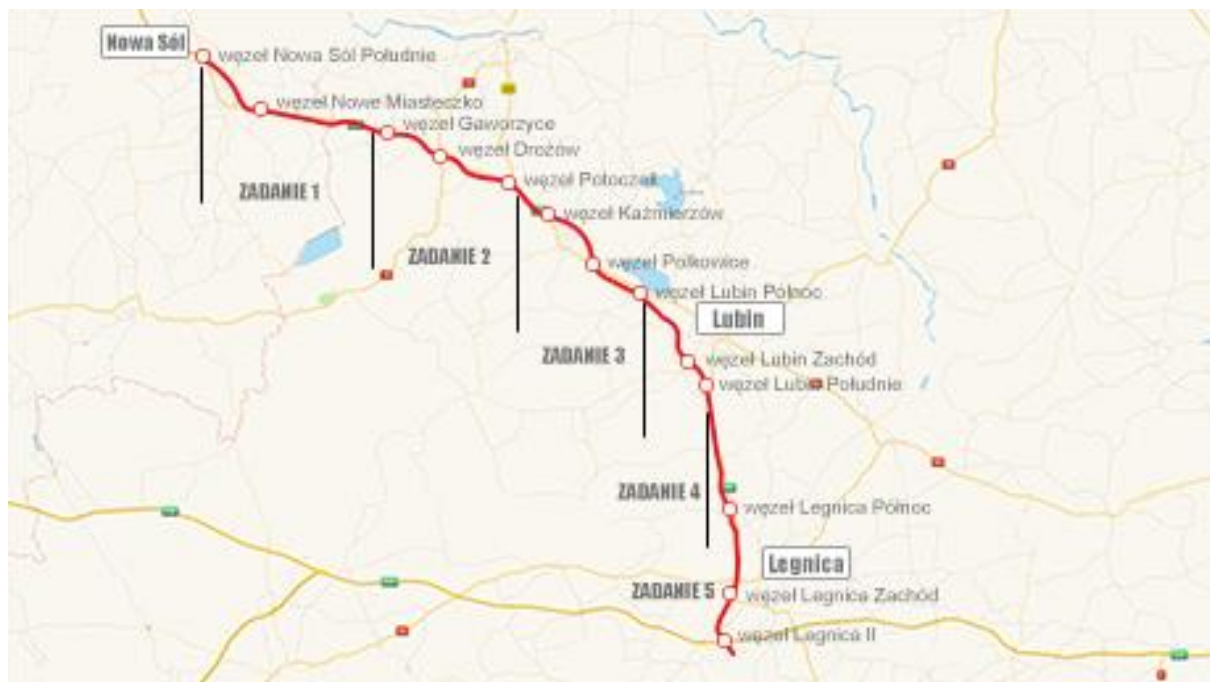 Nowa Sól
węzeł Nowa Sól Południe
węzeł Nowe Miasteczko
węzeł Gaworzyce
węzeł Drożów
węzeł Potoczek
ZADANIE 1
węzeł Kaźmierzów
ZADANIE 2
węzeł Polkowice
węzeł Lubin Północ
Lubin
ZADANIE 3
węzeł Lubin Zachód
węzeł Lubin Południe
ZADANIE 4
węzeł Legnica Północ
Legnica
ZADANIE 5
węzeł Legnica Zachód
węzeł Legnica II